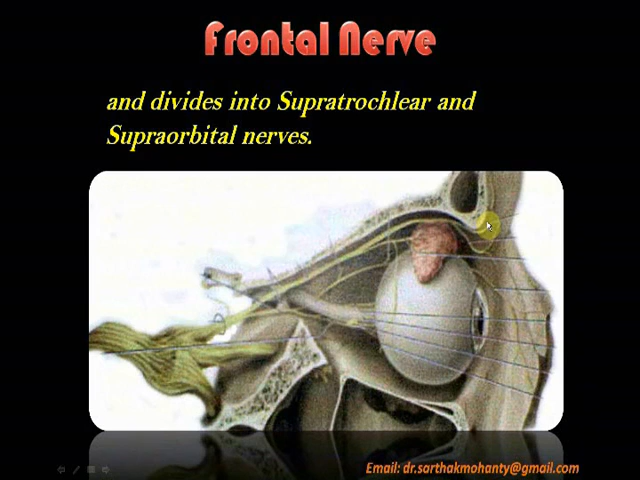 Frontal Nerve
and divides into Supratrochlear and
Supraorbital nerves.
Email: dr.sarthakmohanty@gmail.com